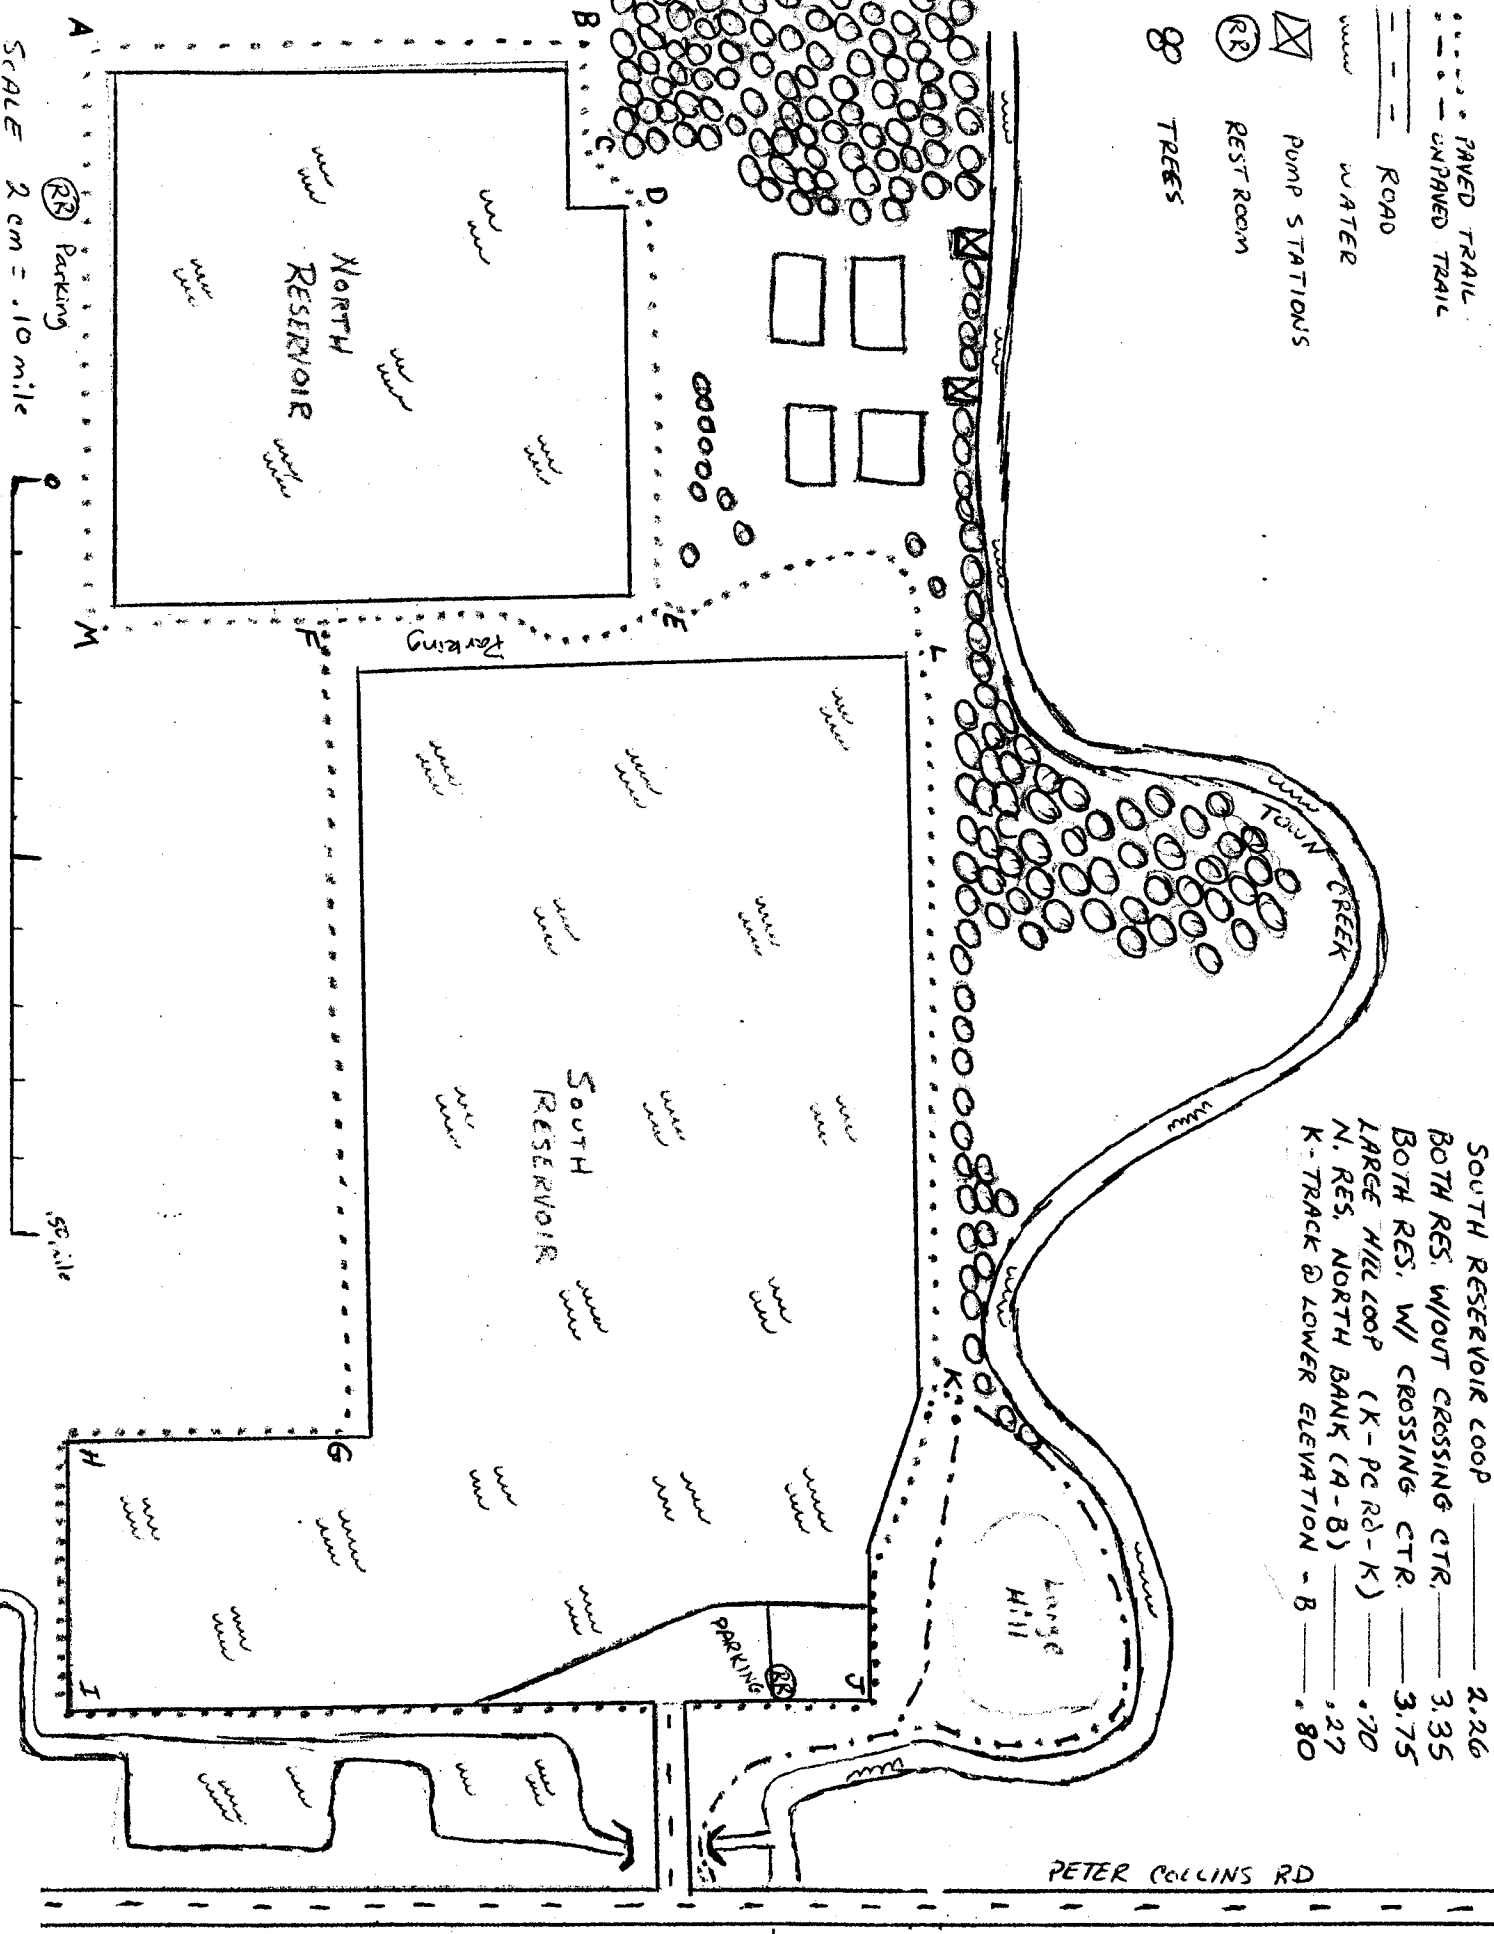 PAVED TRAIL
UNPAVED TRAIL
ROAD
WATER
PUMP STATIONS
RR RESTROOM
TREES
SOUTH RESERVOIR LOOP 2.26
BOTH RES. W/OUT CROSSING CTR. 3.35
BOTH RES. W/ CROSSING CTR. 3.75
LARGE HILL LOOP (K-PC Rd-K) .70
N. RES. NORTH BANK (A-B) .27
K-TRACK @ LOWER ELEVATION - B .80
TOWN CREEK
PETER COLLINS RD
Large
Hill
B
C
D
E
L
K
J
PARKING
RR
Parking
NORTH
RESERVOIR
SOUTH
RESERVOIR
A
M
F
G
H
I
RR Parking
SCALE 2 cm = .10 mile
0
.50 mile